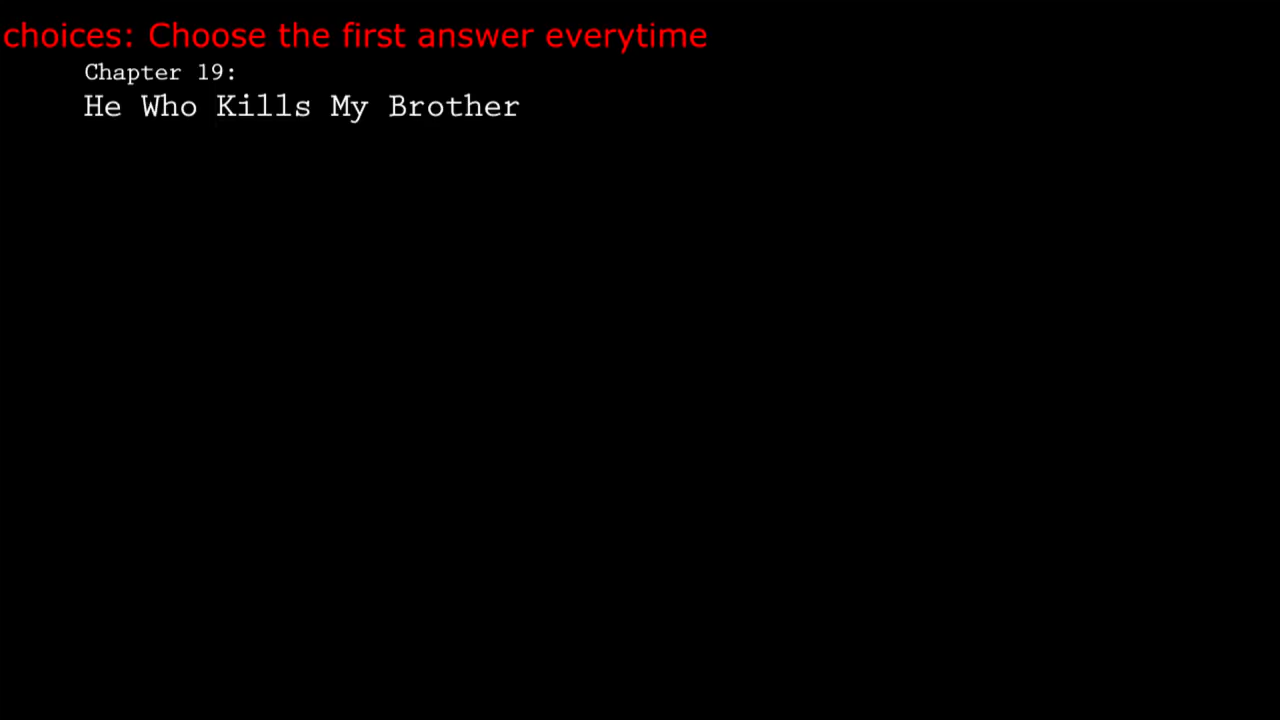 choices: Choose the first answer everytime
Chapter 19:
He Who Kills My Brother